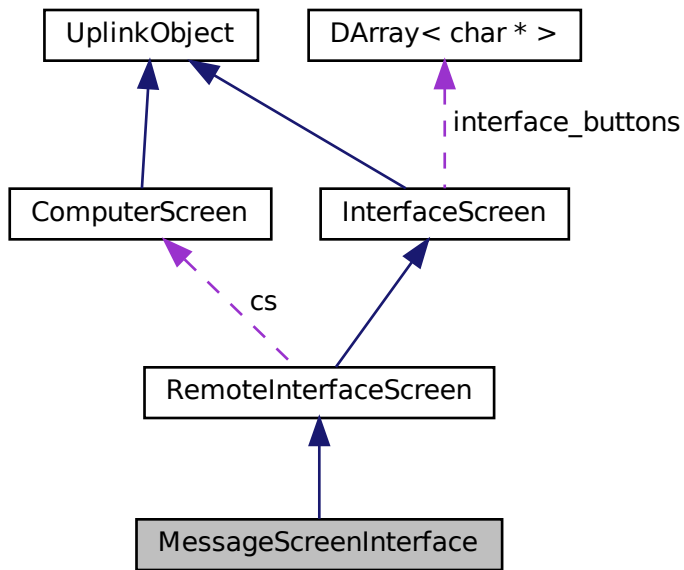 UplinkObject
DArray< char * >
interface_buttons
ComputerScreen
InterfaceScreen
cs
RemoteInterfaceScreen
MessageScreenInterface